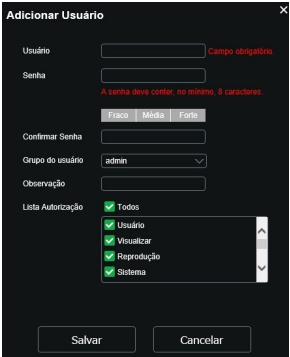 Adicionar Usuário
Usuário Campo obrigatório.
Senha
A senha deve conter, no mínimo, 8 caracteres.
Fraco Média Forte
Confirmar Senha
Grupo do usuário admin
Observação
Lista Autorização Todos
Usuário
Visualizar
Reprodução
Sistema
Salvar Cancelar